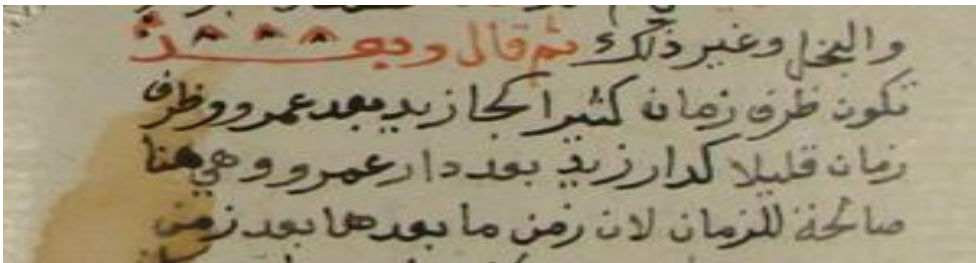 والبخل وغير ذلك ثم قال وبعد
تكون ظرف زمان كثيرا كجا زيد بعد عمرو وظرف
زمان قليلا كدار زيد بعد دار عمرو وهي هنا
صالحة للزمان لان زمن ما بعدها بعد زمن